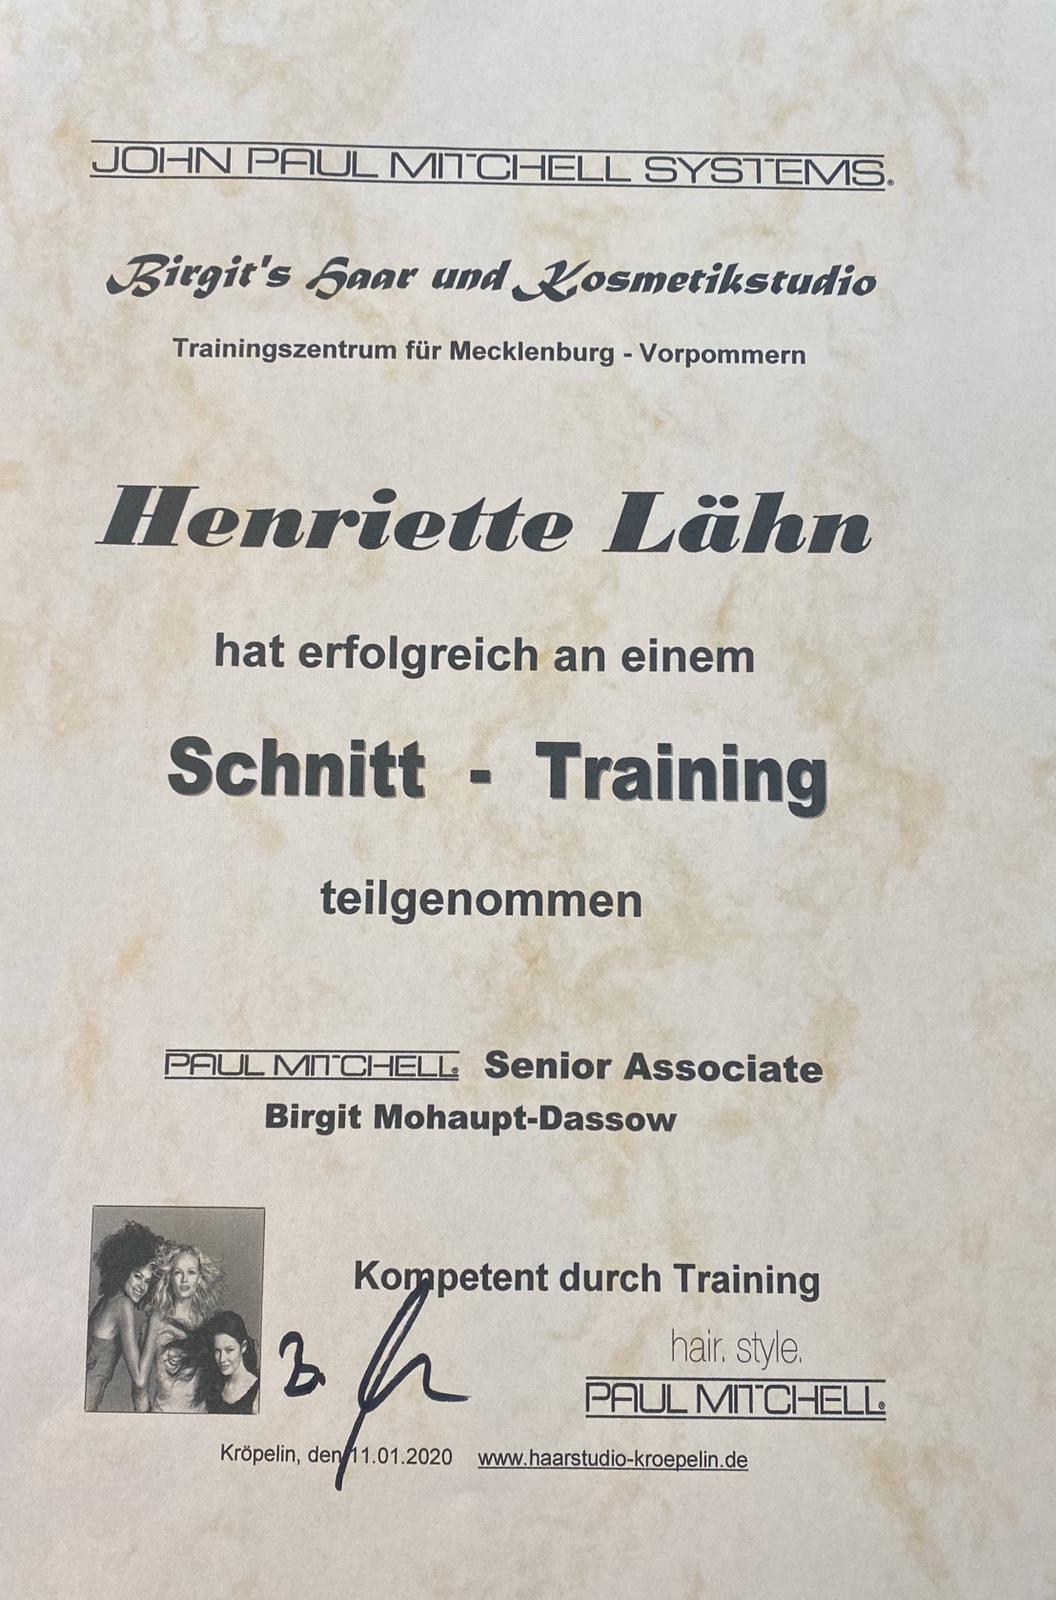 JOHN PAUL MITCHELL SYSTEMS®
Birgit's Haar und Kosmetikstudio
Trainingszentrum für Mecklenburg - Vorpommern
Henriette Lähn
hat erfolgreich an einem
Schnitt - Training
teilgenommen
PAUL MITCHELL® Senior Associate
Birgit Mohaupt-Dassow
Kompetent durch Training
hair. style.
PAUL MITCHELL®
Kröpelin, den 11.01.2020 www.haarstudio-kroepelin.de